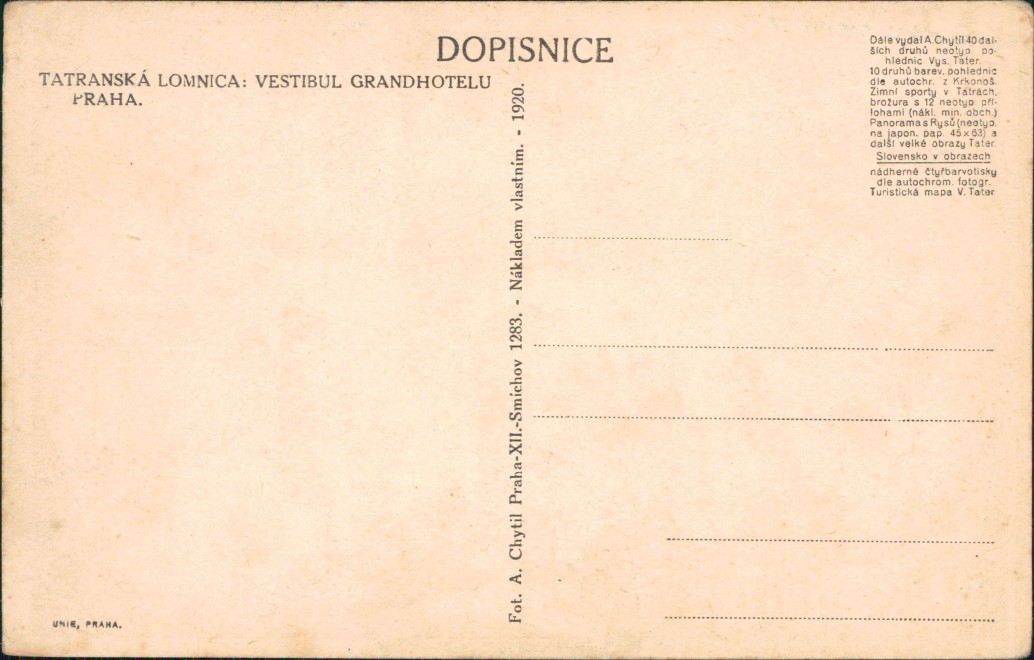 DOPISNICE
TATRANSKÁ LOMNICA: VESTIBUL GRANDHOTELU
PRAHA.
Dále vydal A. Chytil 40 dal-
ších druhů neotyp. po-
hlednic Vys. Tater.
10 druhů barev. pohlednic
dle autochr. z Krkonoš.
Zimní sporty v Tatrách,
brožura s 12 neotyp pří-
lohami (nákl. min. obch.)
Panorama s Rysů (neotyp.
na japon. pap. 45×63) a
další velké obrazy Tater.
Slovensko v obrazech
nádherné čtyřbarvotisky
dle autochrom. fotogr.
Turistická mapa V. Tater
Fot. A. Chytil Praha-XII.-Smíchov 1283. - Nákladem vlastním. - 1920.
UNIE, PRAHA.